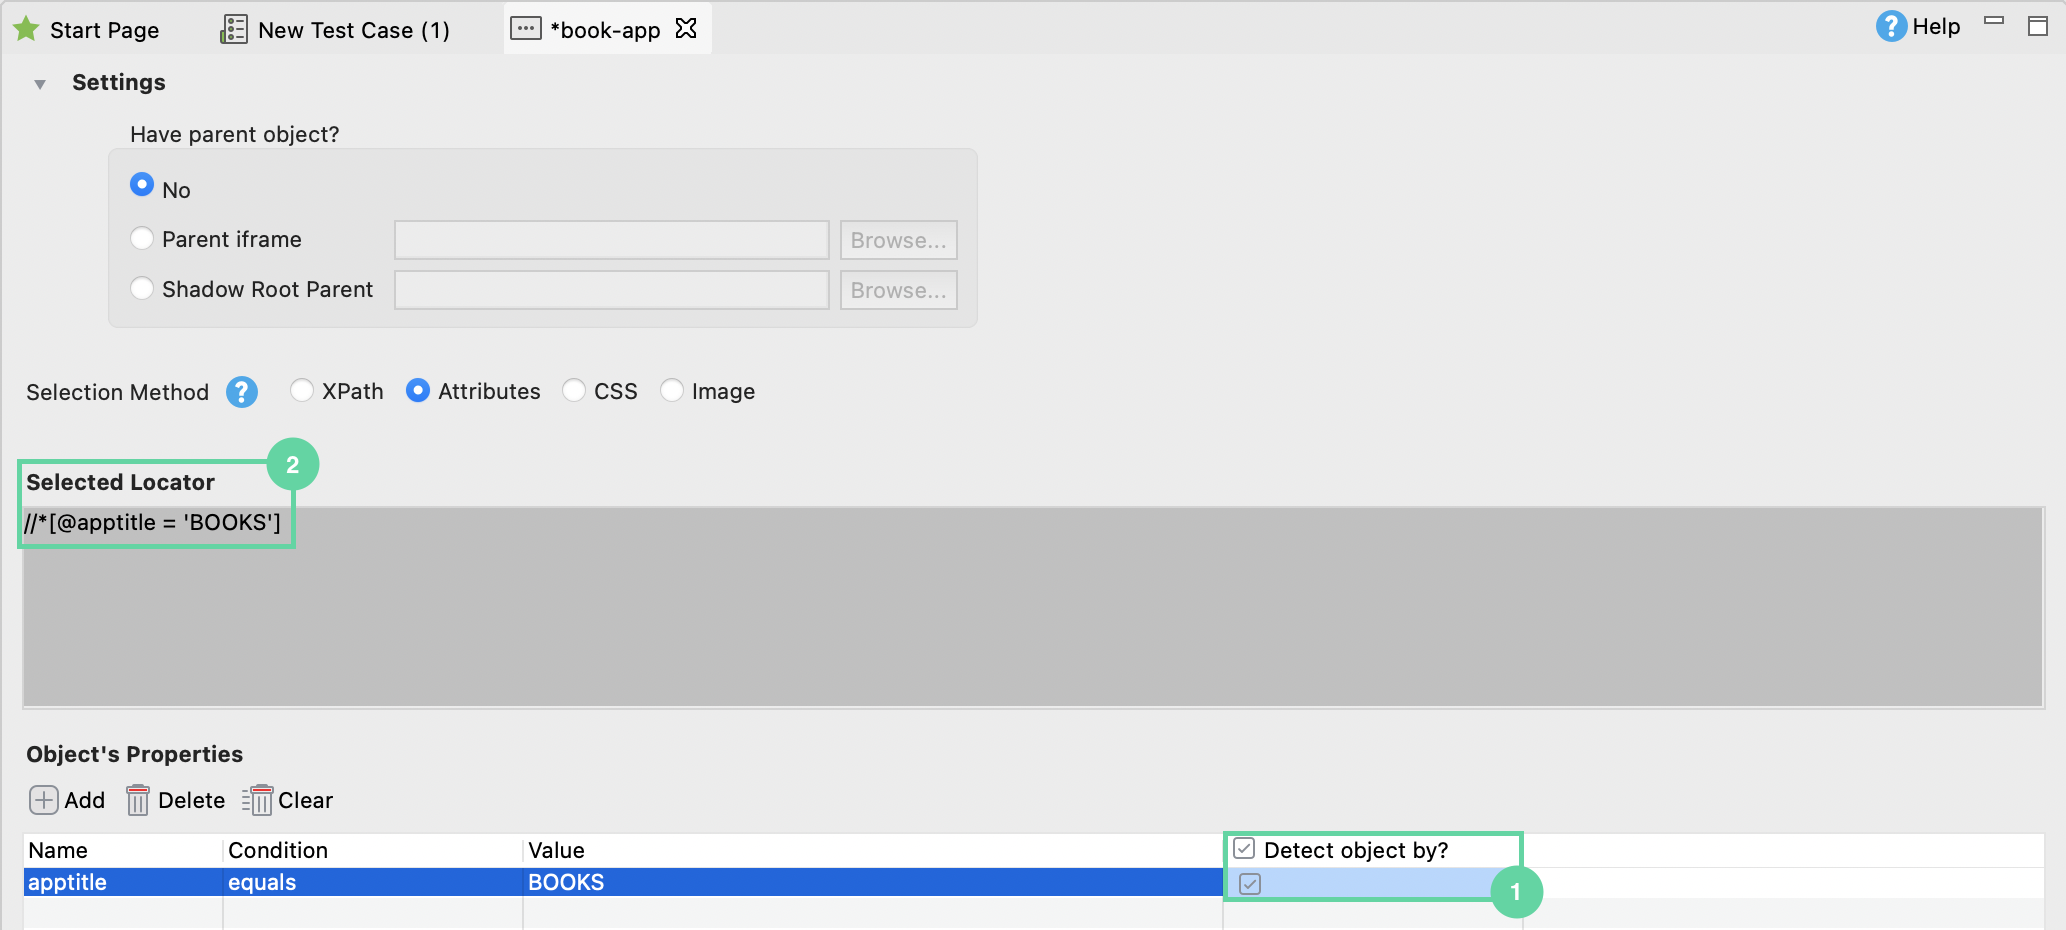 Start Page New Test Case (1) *book-app Help
Settings
Have parent object?
No
Parent iframe Browse...
Shadow Root Parent Browse...
Selection Method ? XPath Attributes CSS Image
2
Selected Locator
//*[@apptitle = 'BOOKS']
Object's Properties
Add Delete Clear
Name Condition Value Detect object by?
apptitle equals BOOKS 1